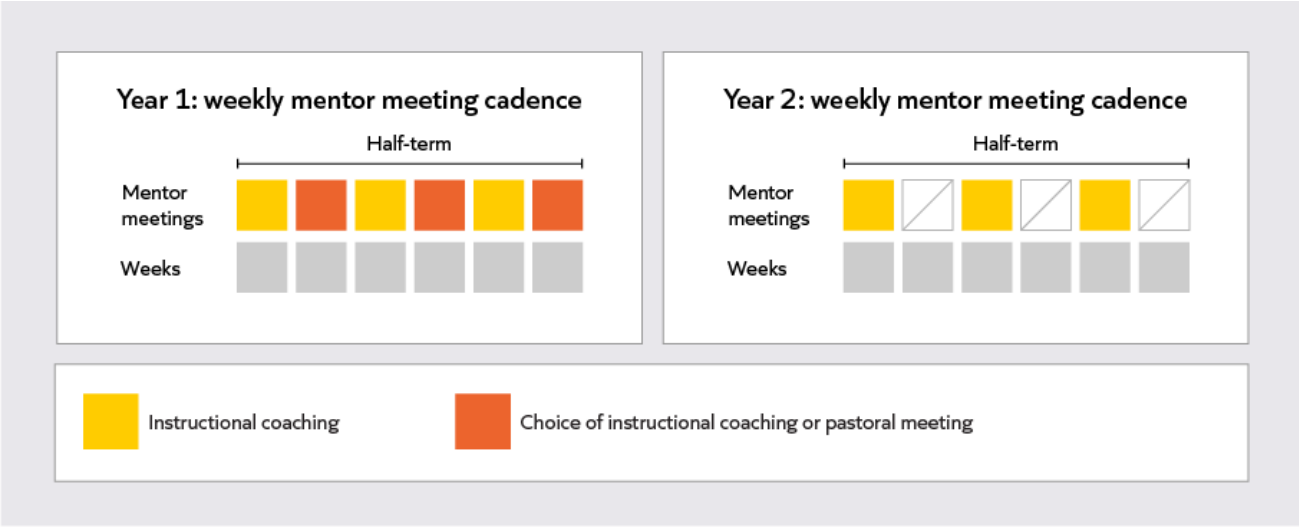 Year 1: weekly mentor meeting cadence
Half-term
Mentor
meetings
Weeks
Year 2: weekly mentor meeting cadence
Half-term
Mentor
meetings
Weeks
Instructional coaching
Choice of instructional coaching or pastoral meeting